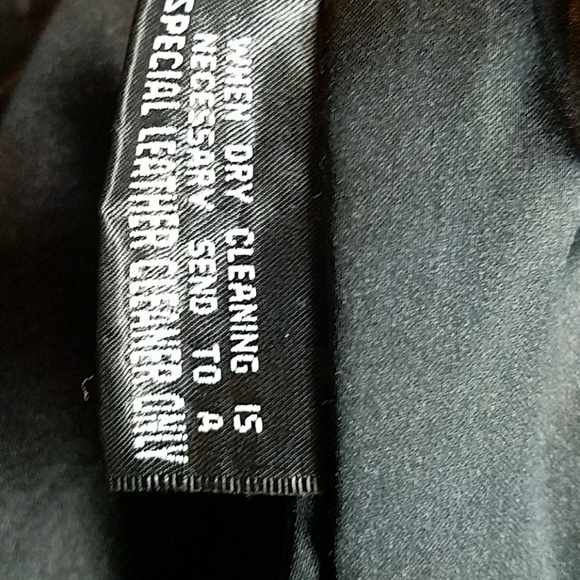 WHEN DRY CLEANING IS
NECESSARY SEND TO A
SPECIAL LEATHER CLEANER ONLY